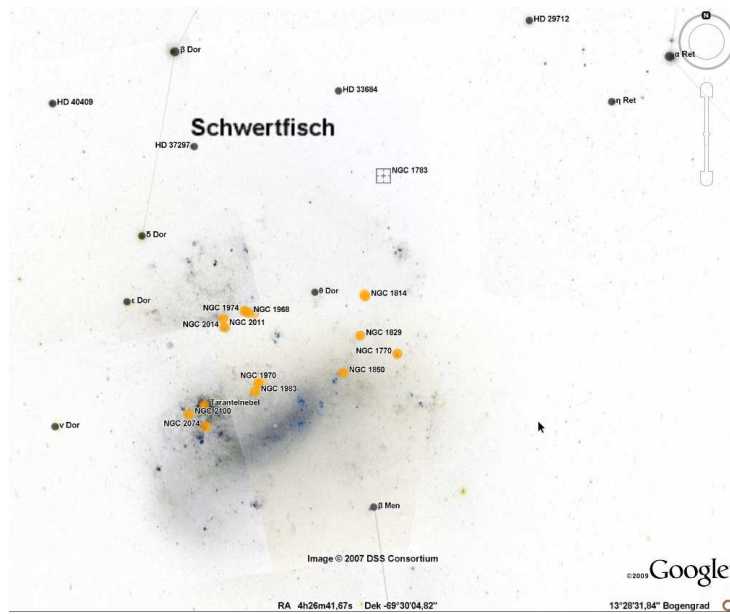 HD 29712
N
β Dor
α Ret
HD 33684
HD 40409
η Ret
Schwertfisch
HD 37297
NGC 1783
δ Dor
θ Dor
NGC 1814
ε Dor
NGC 1974
NGC 1968
NGC 2014
NGC 2011
NGC 1829
NGC 1770
NGC 1850
NGC 1970
NGC 1983
Tarantelnebel
NGC 2100
NGC 2074
ν Dor
β Men
Image © 2007 DSS Consortium
©2009 Google
RA 4h26m41,67s Dek -69°30'04,82" 13°28'31,84" Bogengrad